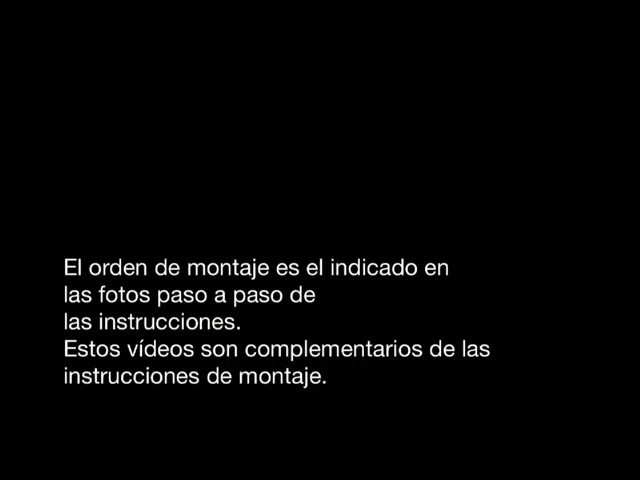 El orden de montaje es el indicado en
las fotos paso a paso de
las instrucciones.
Estos vídeos son complementarios de las
instrucciones de montaje.